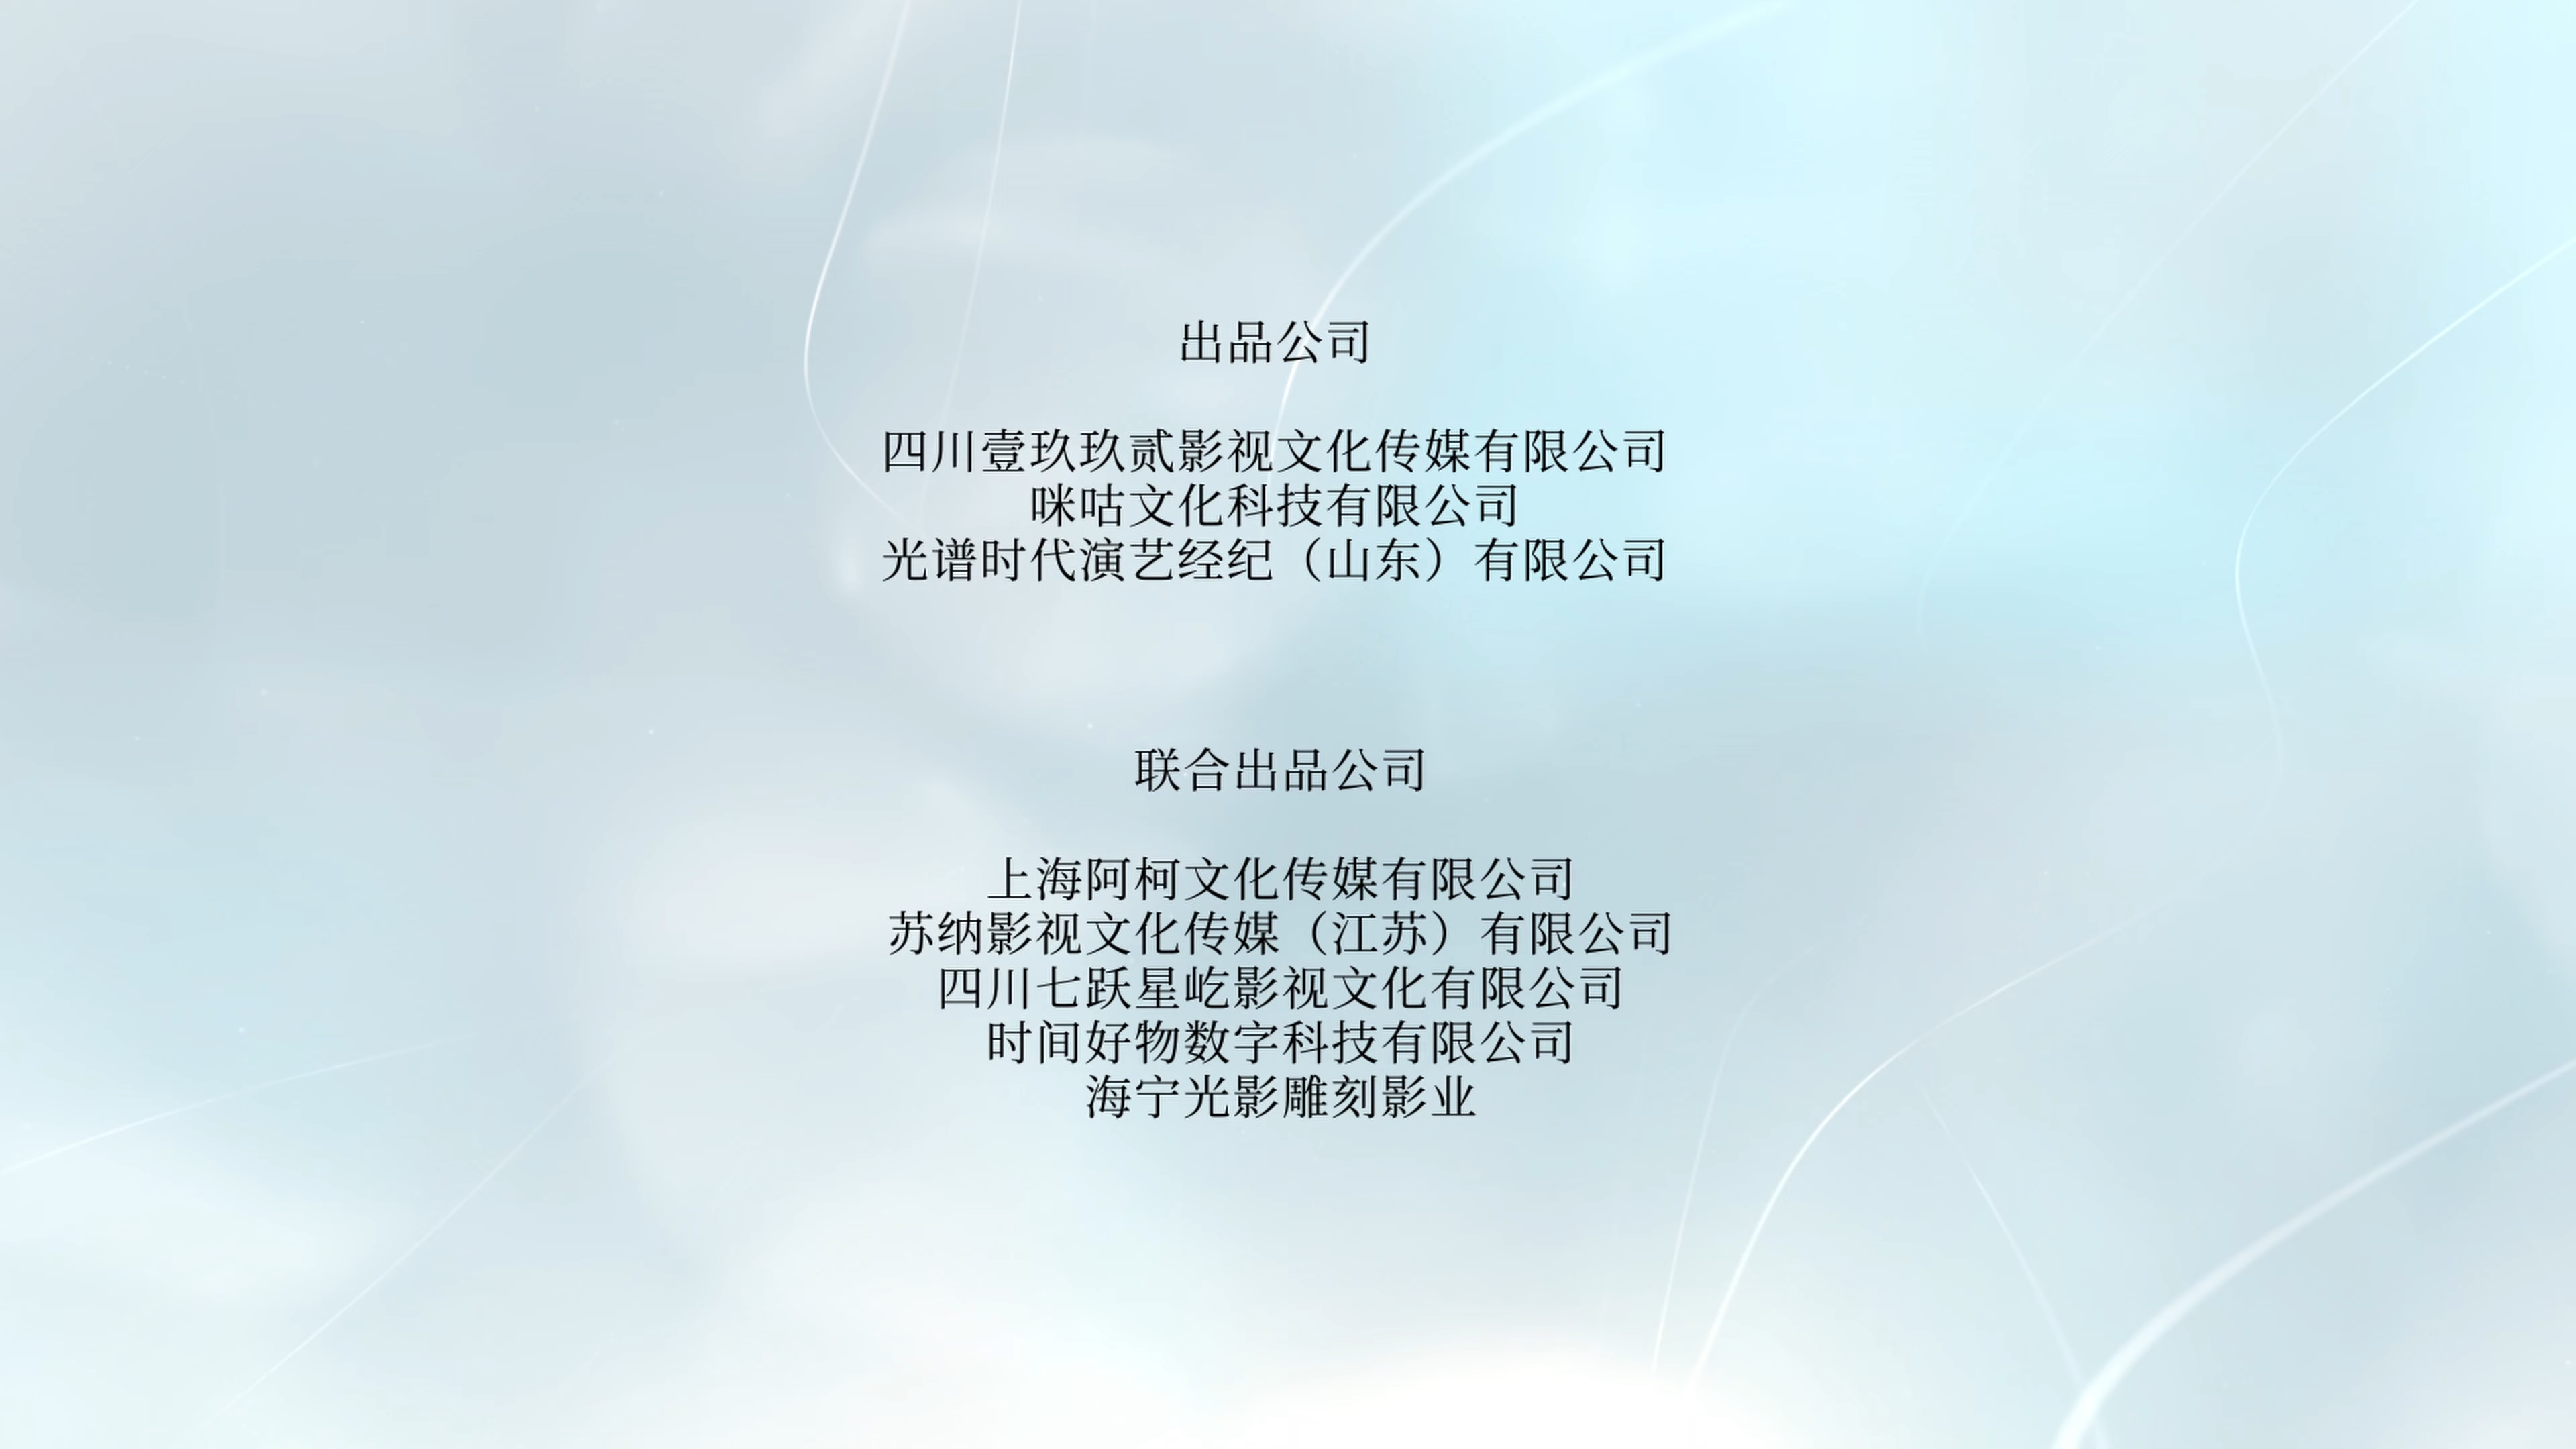 出品公司
四川壹玖玖贰影视文化传媒有限公司
咪咕文化科技有限公司
光谱时代演艺经纪（山东）有限公司
联合出品公司
上海阿柯文化传媒有限公司
苏纳影视文化传媒（江苏）有限公司
四川七跃星屹影视文化有限公司
时间好物数字科技有限公司
海宁光影雕刻影业